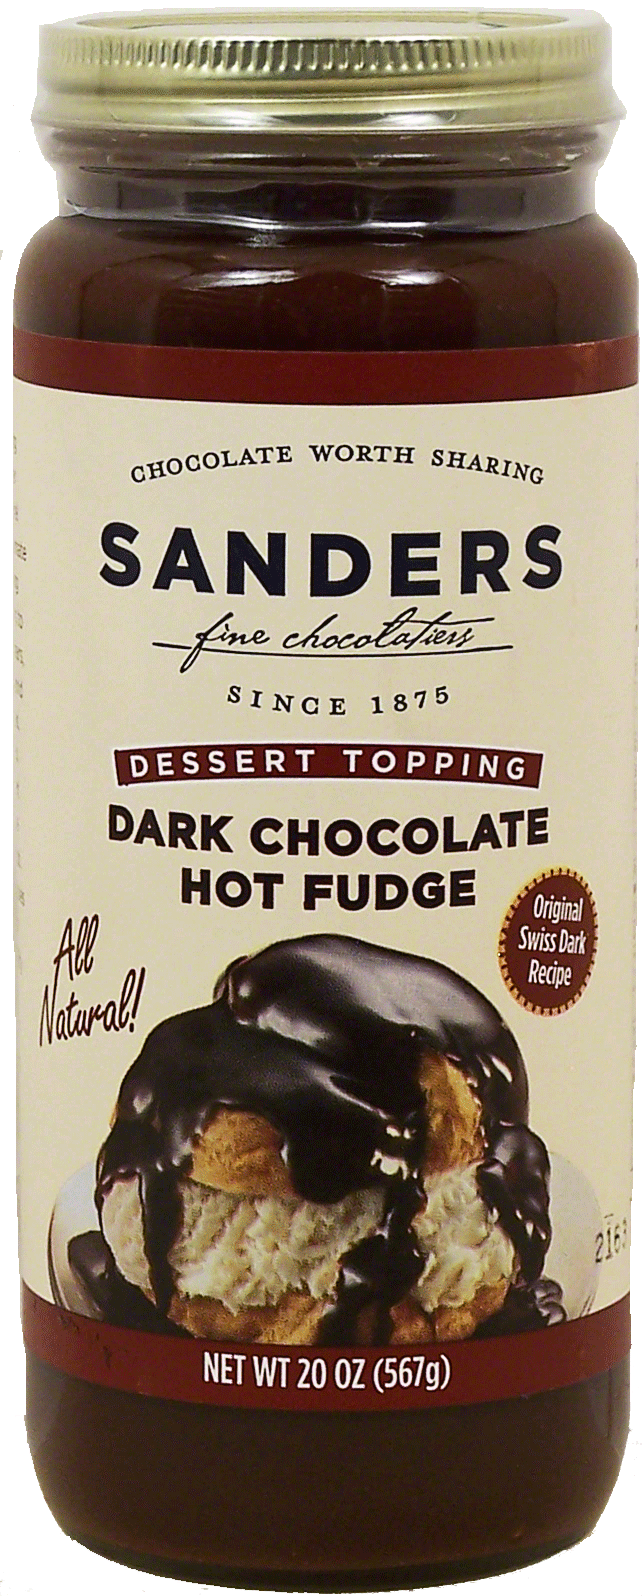 CHOCOLATE WORTH SHARING
SANDERS
fine chocolatiers
SINCE 1875
DESSERT TOPPING
DARK CHOCOLATE
HOT FUDGE
Original
Swiss Dark
Recipe
All
Natural!
NET WT 20 OZ (567g)